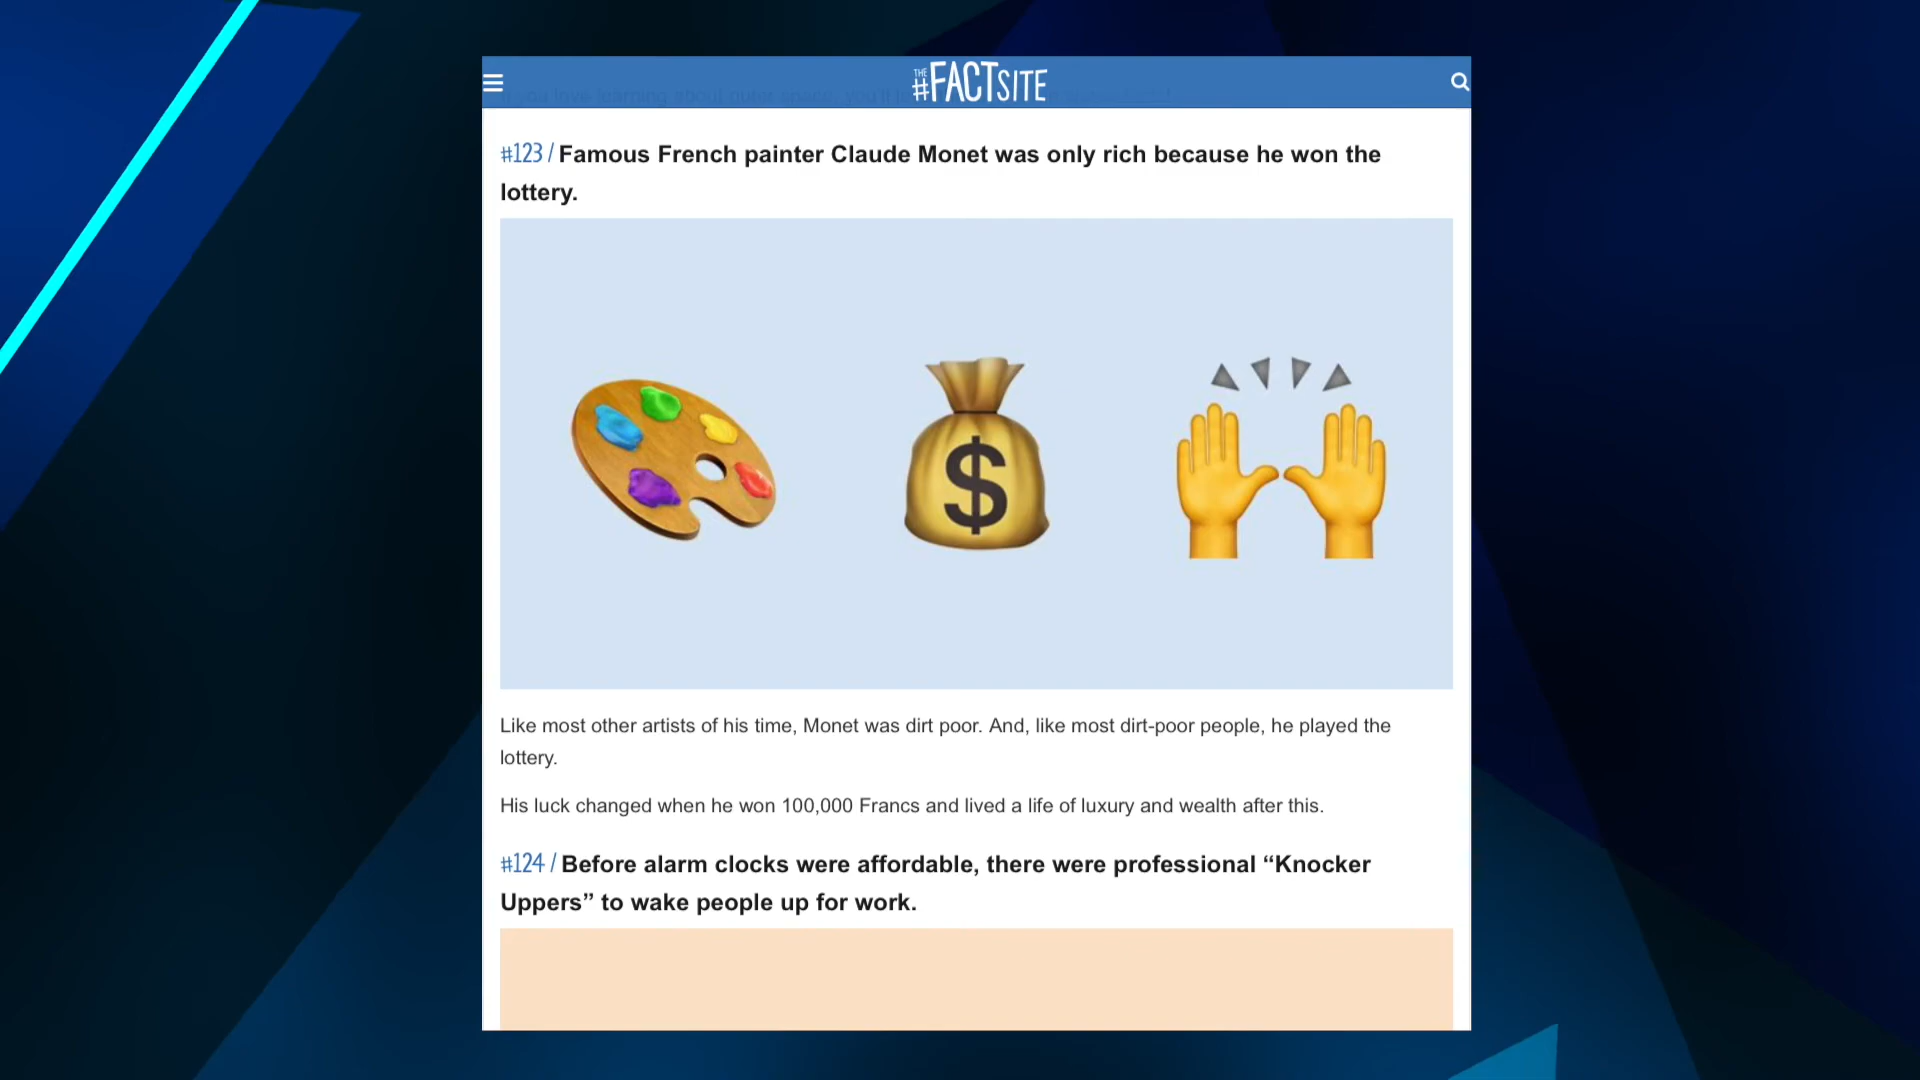 THE
#FACTSITE
#123 / Famous French painter Claude Monet was only rich because he won the
lottery.
$
Like most other artists of his time, Monet was dirt poor. And, like most dirt-poor people, he played the
lottery.
His luck changed when he won 100,000 Francs and lived a life of luxury and wealth after this.
#124 / Before alarm clocks were affordable, there were professional “Knocker
Uppers” to wake people up for work.